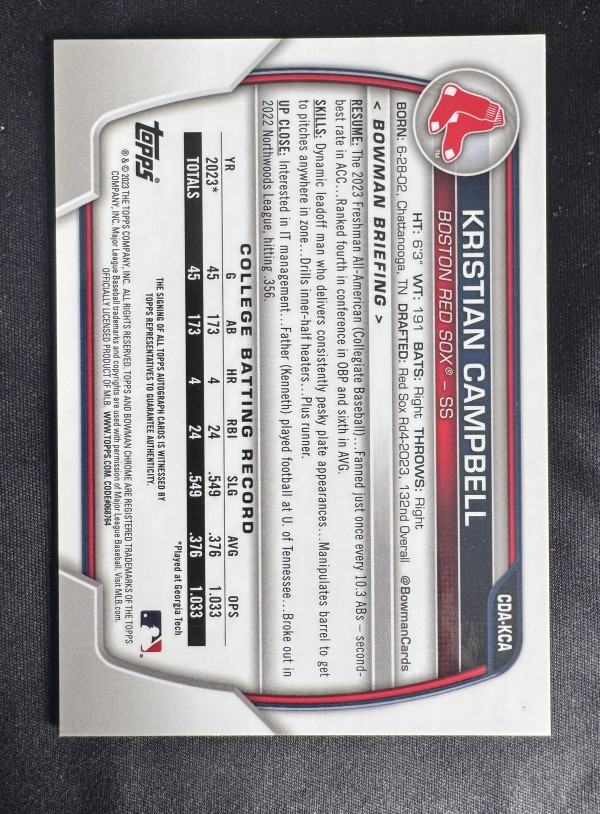 CDA-KCA
KRISTIAN CAMPBELL
BOSTON RED SOX® – SS
TM
HT: 6'3" WT: 191 BATS: Right THROWS: Right
BORN: 6-28-02, Chattanooga, TN DRAFTED: Red Sox Rd4-2023, 132nd Overall @BowmanCards
< BOWMAN BRIEFING >
RESUME: The 2023 Freshman All-American (Collegiate Baseball)...Fanned just once every 10.3 ABs – second-
best rate in ACC...Ranked fourth in conference in OBP and sixth in AVG.
SKILLS: Dynamic leadoff man who delivers consistently pesky plate appearances...Manipulates barrel to get
to pitches anywhere in zone...Drills inner-half heaters...Plus runner.
UP CLOSE: Interested in IT management...Father (Kenneth) played football at U. of Tennessee...Broke out in
2022 Northwoods League, hitting .356.
COLLEGE BATTING RECORD
YR G AB HR RBI SLG AVG OPS
2023* 45 173 4 24 .549 .376 1.033
TOTALS 45 173 4 24 .549 .376 1.033
*Played at Georgia Tech
THE SIGNING OF ALL TOPPS AUTOGRAPH CARDS IS WITNESSED BY
TOPPS REPRESENTATIVES TO GUARANTEE AUTHENTICITY.
topps®
® & © 2023 THE TOPPS COMPANY, INC. ALL RIGHTS RESERVED. TOPPS AND BOWMAN CHROME ARE REGISTERED TRADEMARKS OF THE TOPPS
COMPANY, INC. Major League Baseball trademarks and copyrights are used with permission of Major League Baseball. Visit MLB.com.
OFFICIALLY LICENSED PRODUCT OF MLB. WWW.TOPPS.COM. CODE#068764